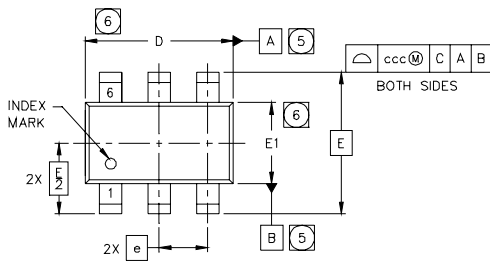 6
D
A 5
⌓ ccc Ⓜ C A B
BOTH SIDES
6
INDEX
MARK
6
E1
E
2X E/2
1
B 5
2X e